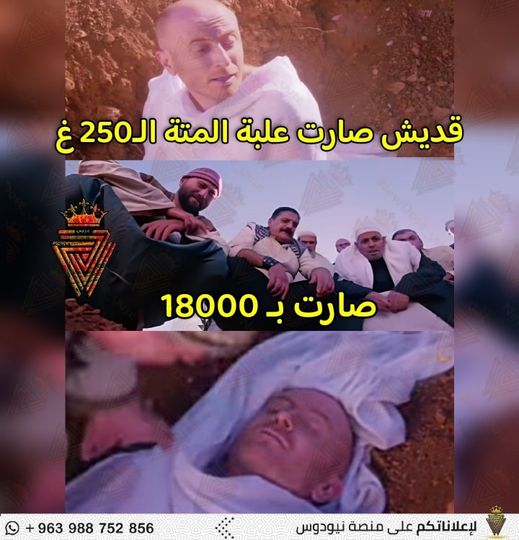 قديش صارت علبة المتة الـ250 غ
صارت بـ 18000
لإعلاناتكم على منصة نيودوس
+ 963 988 752 856